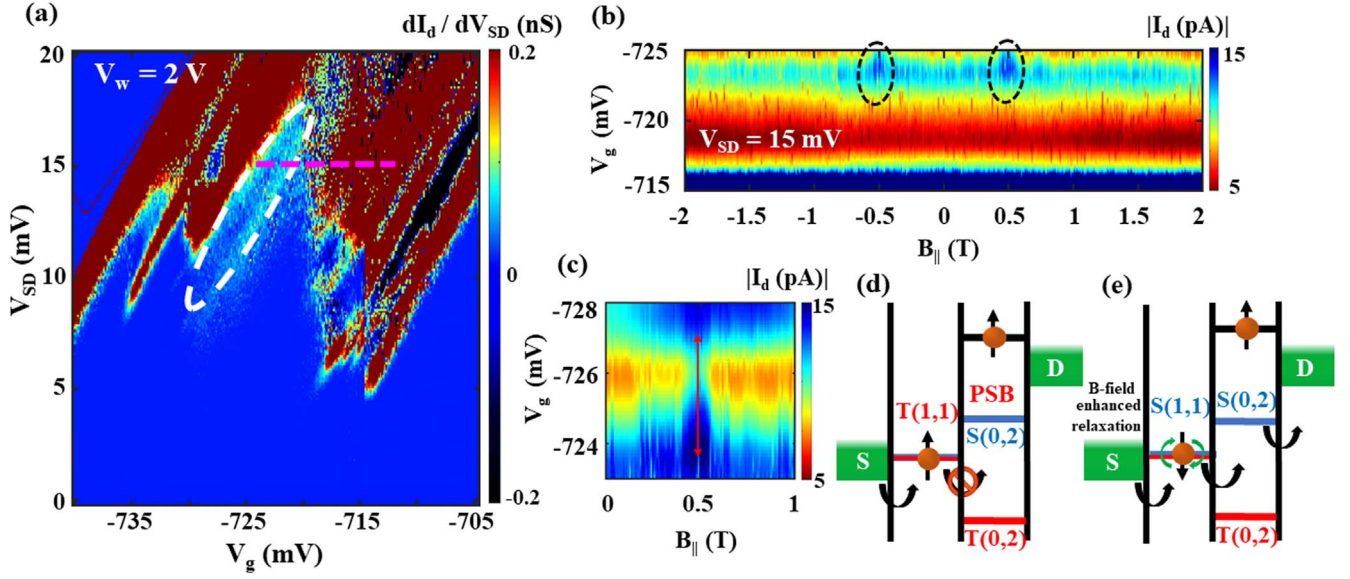 (a)
dI_d / dV_SD (nS)
V_w = 2 V
20
15
10
5
0
V_SD (mV)
-735
-725
-715
-705
V_g (mV)
0.2
0
-0.2
(b)
|I_d (pA)|
-725
-720
-715
V_g (mV)
V_SD = 15 mV
-2
-1.5
-1
-0.5
0
0.5
1
1.5
2
B_|| (T)
15
5
(c)
|I_d (pA)|
-728
-726
-724
V_g (mV)
0
0.5
1
B_|| (T)
15
5
(d)
D
PSB
T(1,1)
S(0,2)
S
T(0,2)
(e)
D
B-field
enhanced
relaxation
S(1,1)
S(0,2)
S
T(0,2)